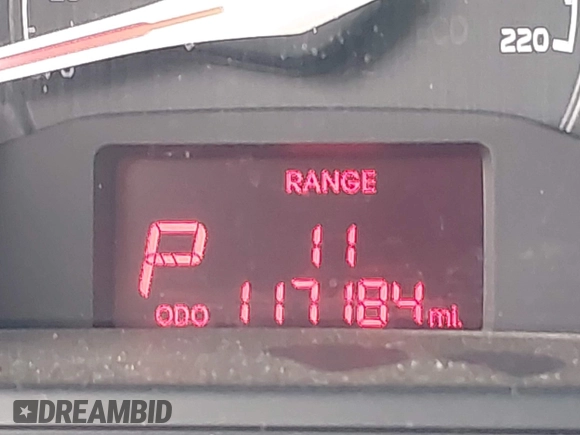 220
RANGE
P
11
ODO 117184 mi.
DREAMBID